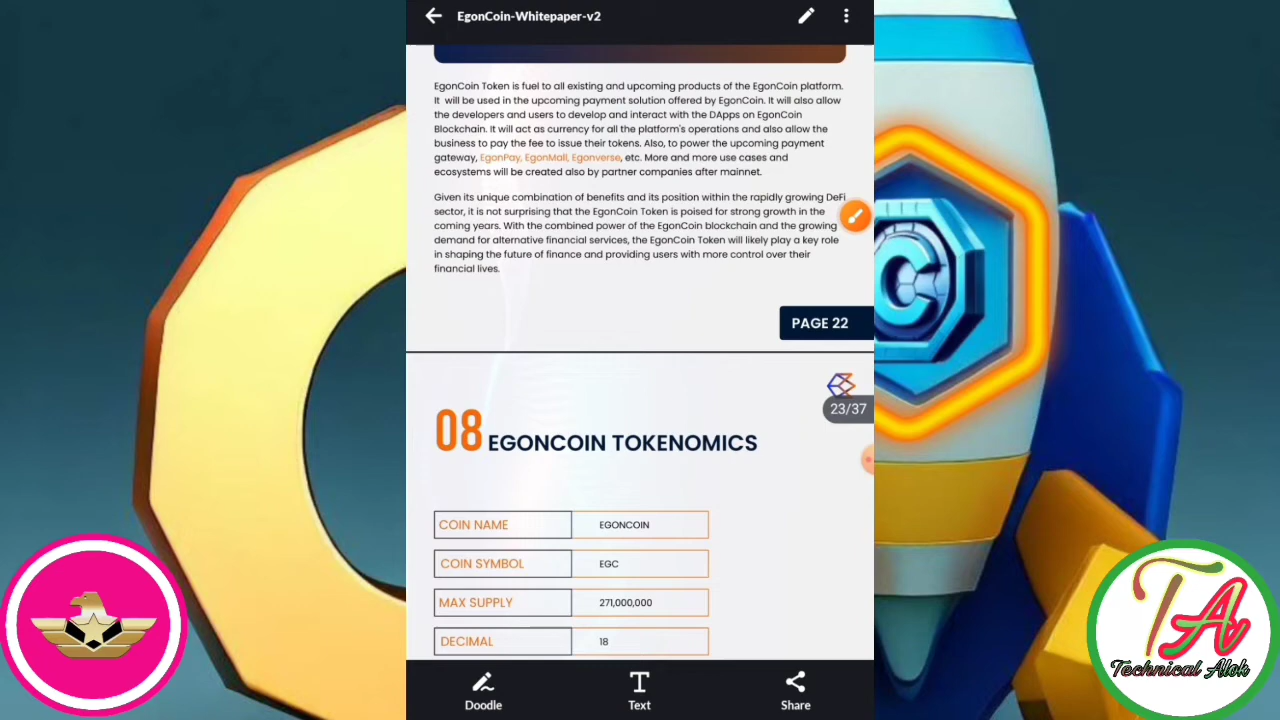 EgonCoin-Whitepaper-v2
EgonCoin Token is fuel to all existing and upcoming products of the EgonCoin platform.
It will be used in the upcoming payment solution offered by EgonCoin. It will also allow
the developers and users to develop and interact with the DApps on EgonCoin
Blockchain. It will act as currency for all the platform's operations and also allow the
business to pay the fee to issue their tokens. Also, to power the upcoming payment
gateway, EgonPay, EgonMall, Egonverse, etc. More and more use cases and
ecosystems will be created also by partner companies after mainnet.
Given its unique combination of benefits and its position within the rapidly growing DeFi
sector, it is not surprising that the EgonCoin Token is poised for strong growth in the
coming years. With the combined power of the EgonCoin blockchain and the growing
demand for alternative financial services, the EgonCoin Token will likely play a key role
in shaping the future of finance and providing users with more control over their
financial lives.
PAGE 22
23/37
08 EGONCOIN TOKENOMICS
COIN NAME EGONCOIN
COIN SYMBOL EGC
MAX SUPPLY 271,000,000
DECIMAL 18
Doodle Text Share
C
TA
Technical Alok